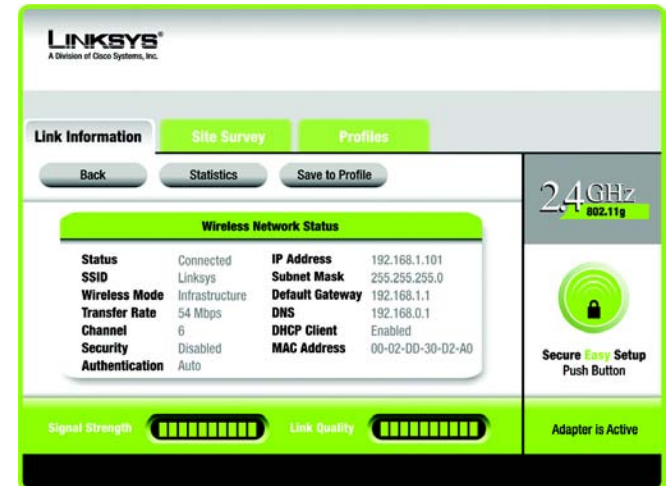 LINKSYS®
A Division of Cisco Systems, Inc.
Link Information Site Survey Profiles
Back Statistics Save to Profile
2,4GHz
802.11g
Wireless Network Status
Status Connected IP Address 192.168.1.101
SSID Linksys Subnet Mask 255.255.255.0
Wireless Mode Infrastructure Default Gateway 192.168.1.1
Transfer Rate 54 Mbps DNS 192.168.0.1
Channel 6 DHCP Client Enabled
Security Disabled MAC Address 00-02-DD-30-D2-A0
Authentication Auto
Secure Easy Setup
Push Button
Signal Strength Link Quality Adapter is Active